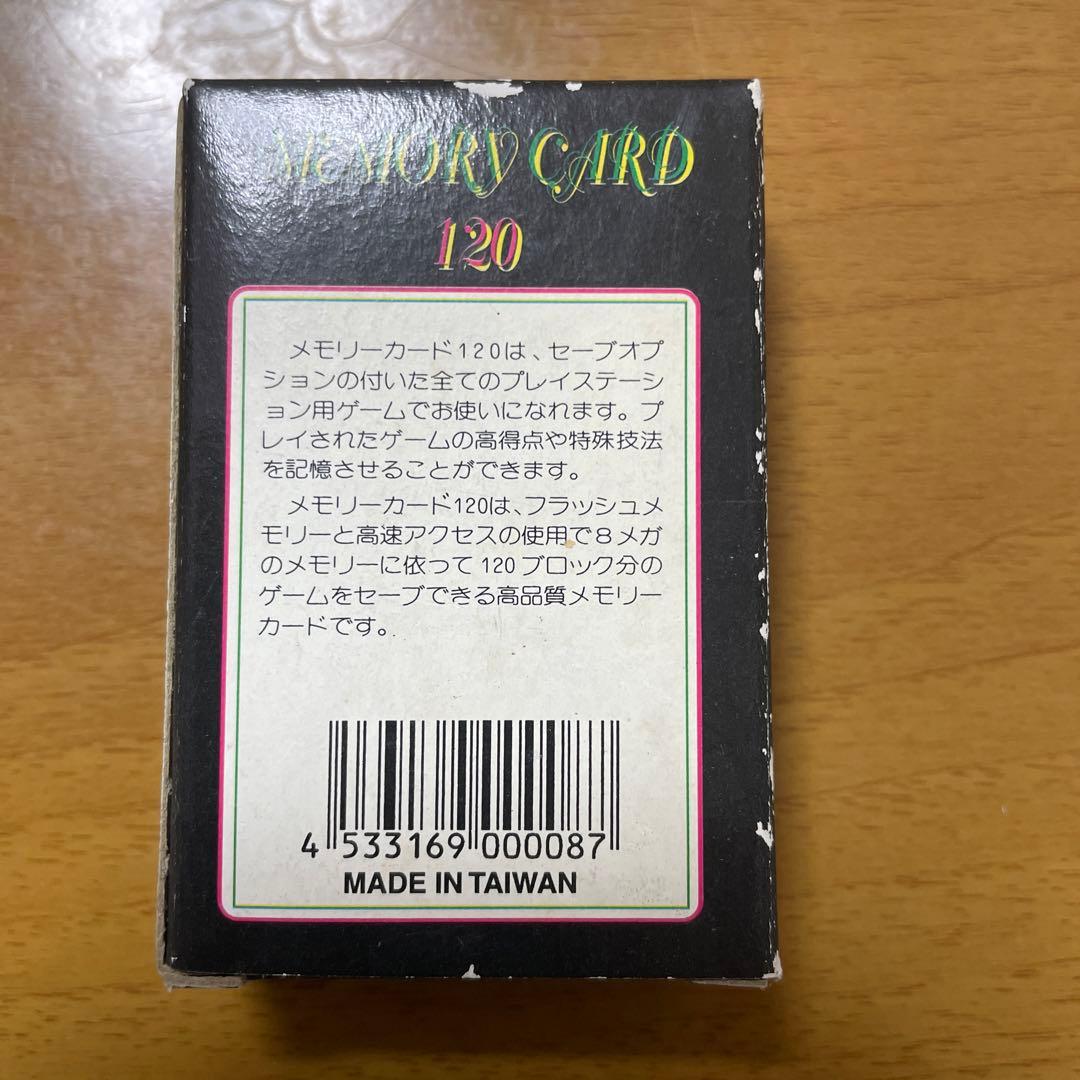 MEMORY CARD
120
メモリーカード120は、セーブオプ
ションの付いた全てのプレイステーシ
ョン用ゲームでお使いになれます。プ
レイされたゲームの高得点や特殊技法
を記憶させることができます。
メモリーカード120は、フラッシュメ
モリーと高速アクセスの使用で8メガ
のメモリーに依って120ブロック分の
ゲームをセーブできる高品質メモリー
カードです。
4 533169 000087
MADE IN TAIWAN